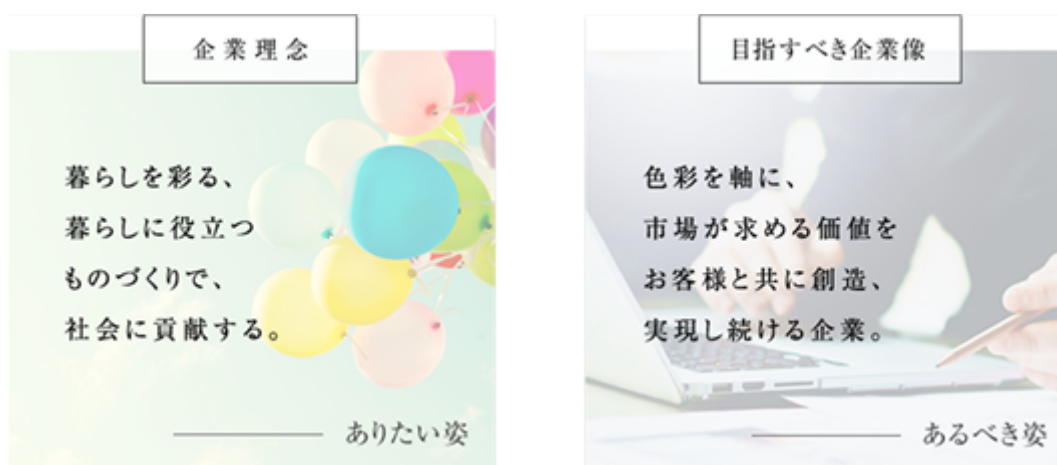 企業理念
暮らしを彩る、
暮らしに役立つ
ものづくりで、
社会に貢献する。
ありたい姿
目指すべき企業像
色彩を軸に、
市場が求める価値を
お客様と共に創造、
実現し続ける企業。
あるべき姿